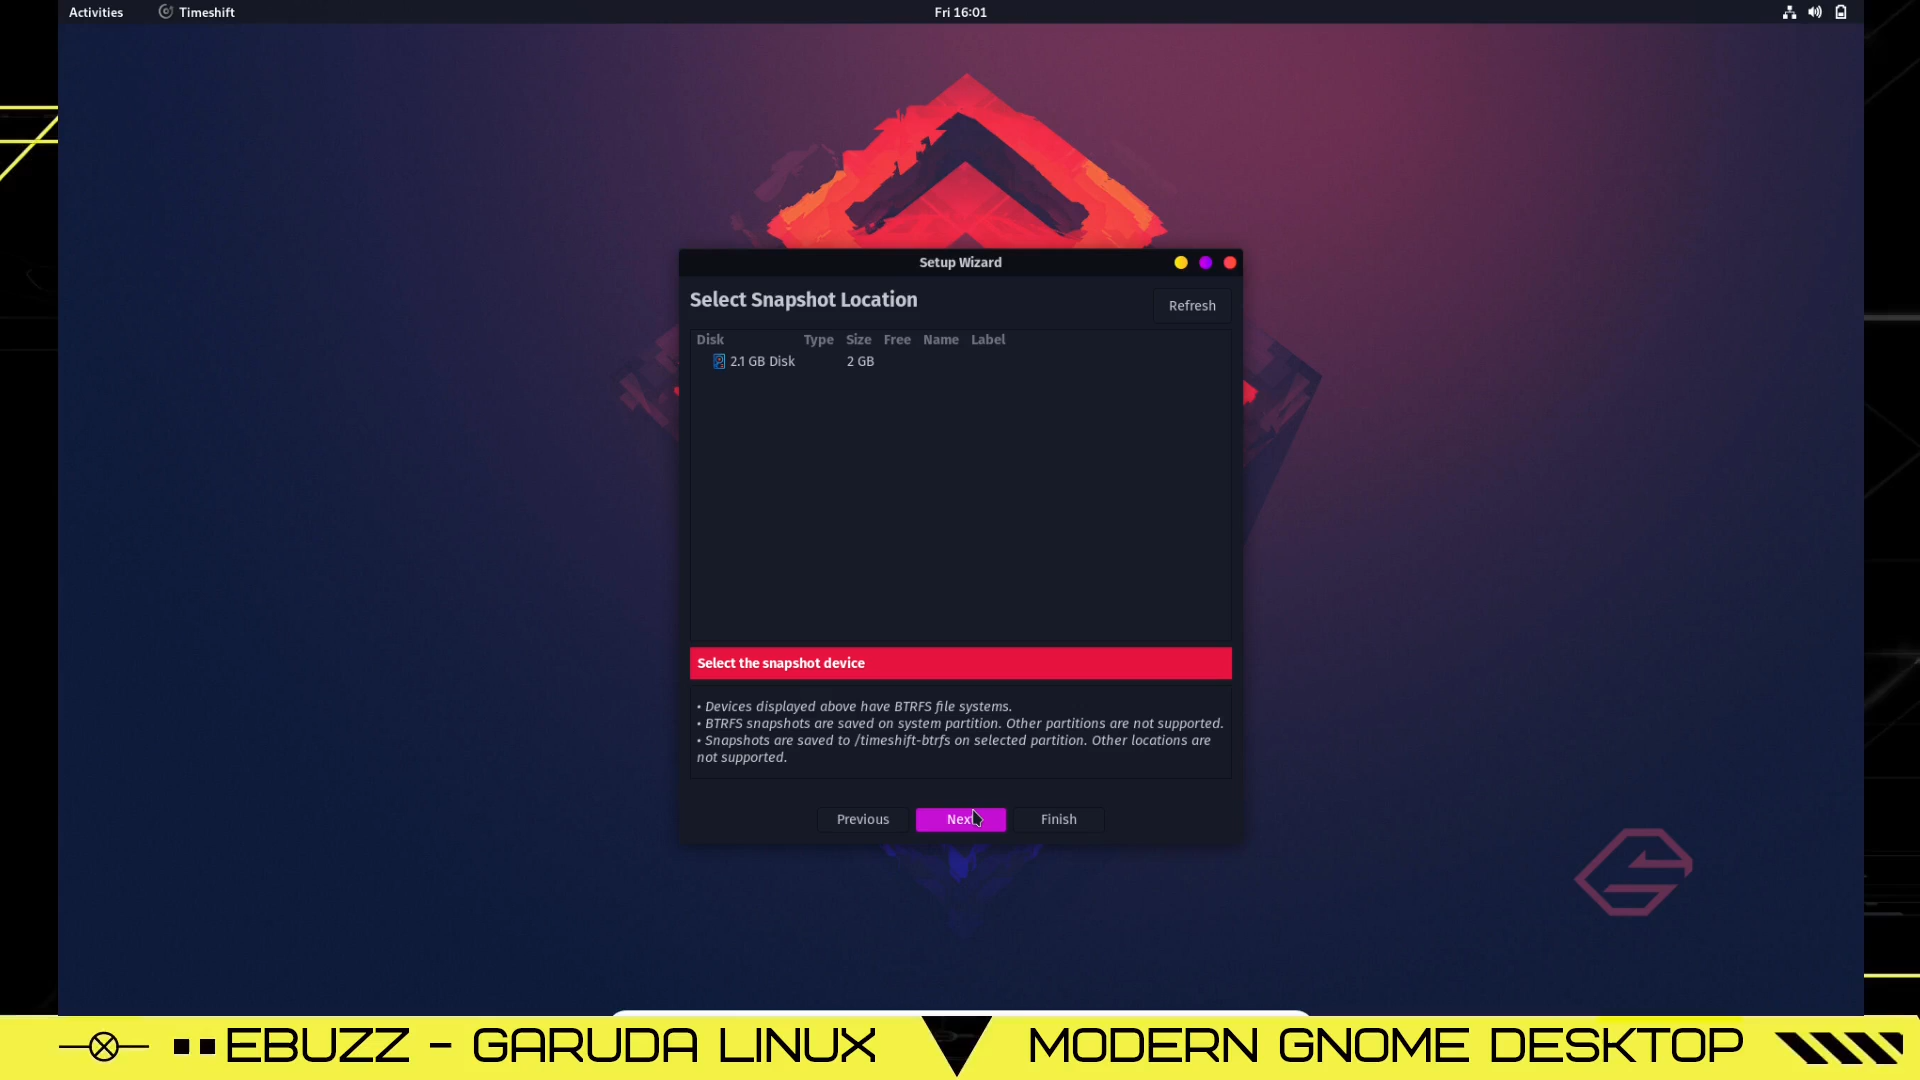 Activities Timeshift Fri 16:01
Setup Wizard
Select Snapshot Location Refresh
Disk Type Size Free Name Label
2.1 GB Disk 2 GB
Select the snapshot device
• Devices displayed above have BTRFS file systems.
• BTRFS snapshots are saved on system partition. Other partitions are not supported.
• Snapshots are saved to /timeshift-btrfs on selected partition. Other locations are
not supported.
Previous Next Finish
EBUZZ - GARUDA LINUX MODERN GNOME DESKTOP